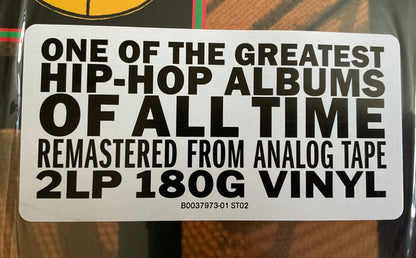 ONE OF THE GREATEST
HIP-HOP ALBUMS
OF ALL TIME
REMASTERED FROM ANALOG TAPE
2LP 180G VINYL
B0037973-01 ST02